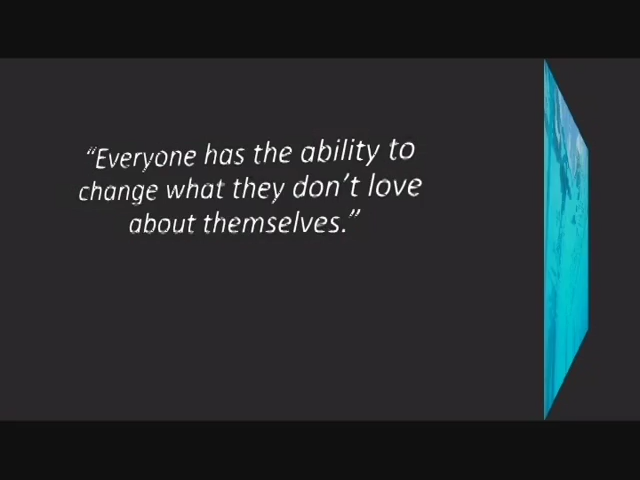 “Everyone has the ability to
change what they don’t love
about themselves.”